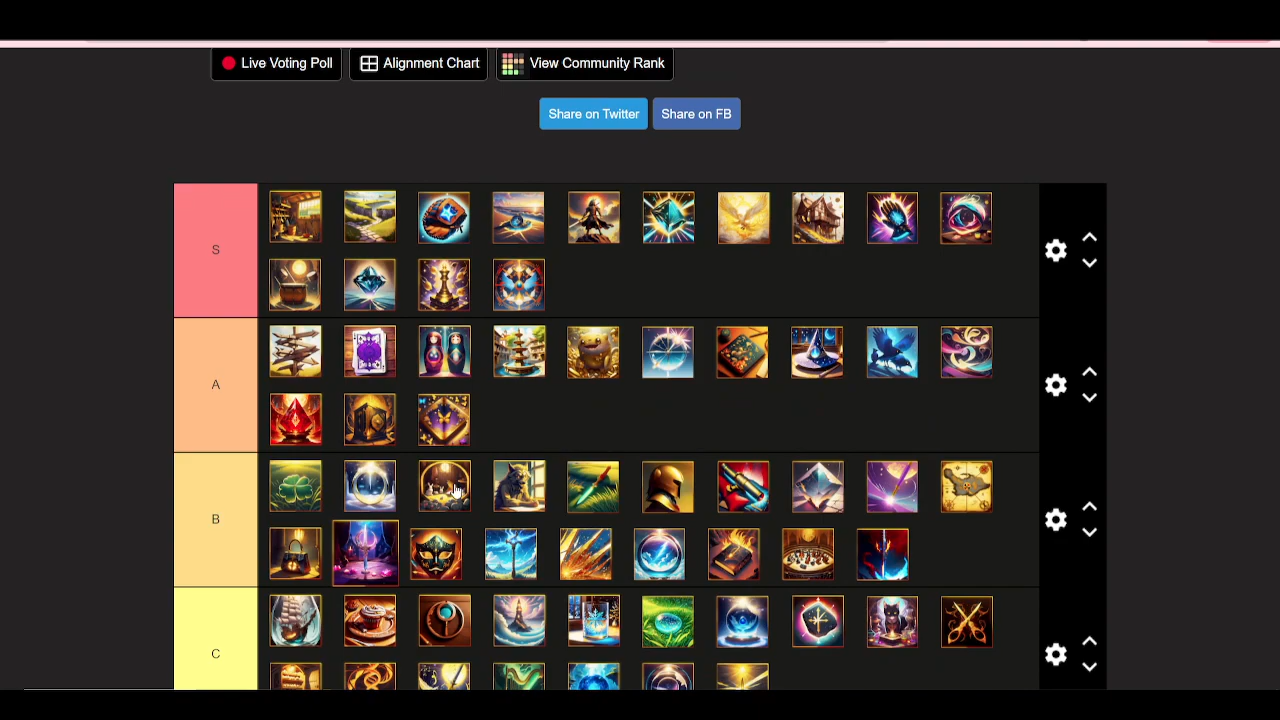 Live Voting Poll
Alignment Chart
View Community Rank
Share on Twitter
Share on FB
S
A
B
C